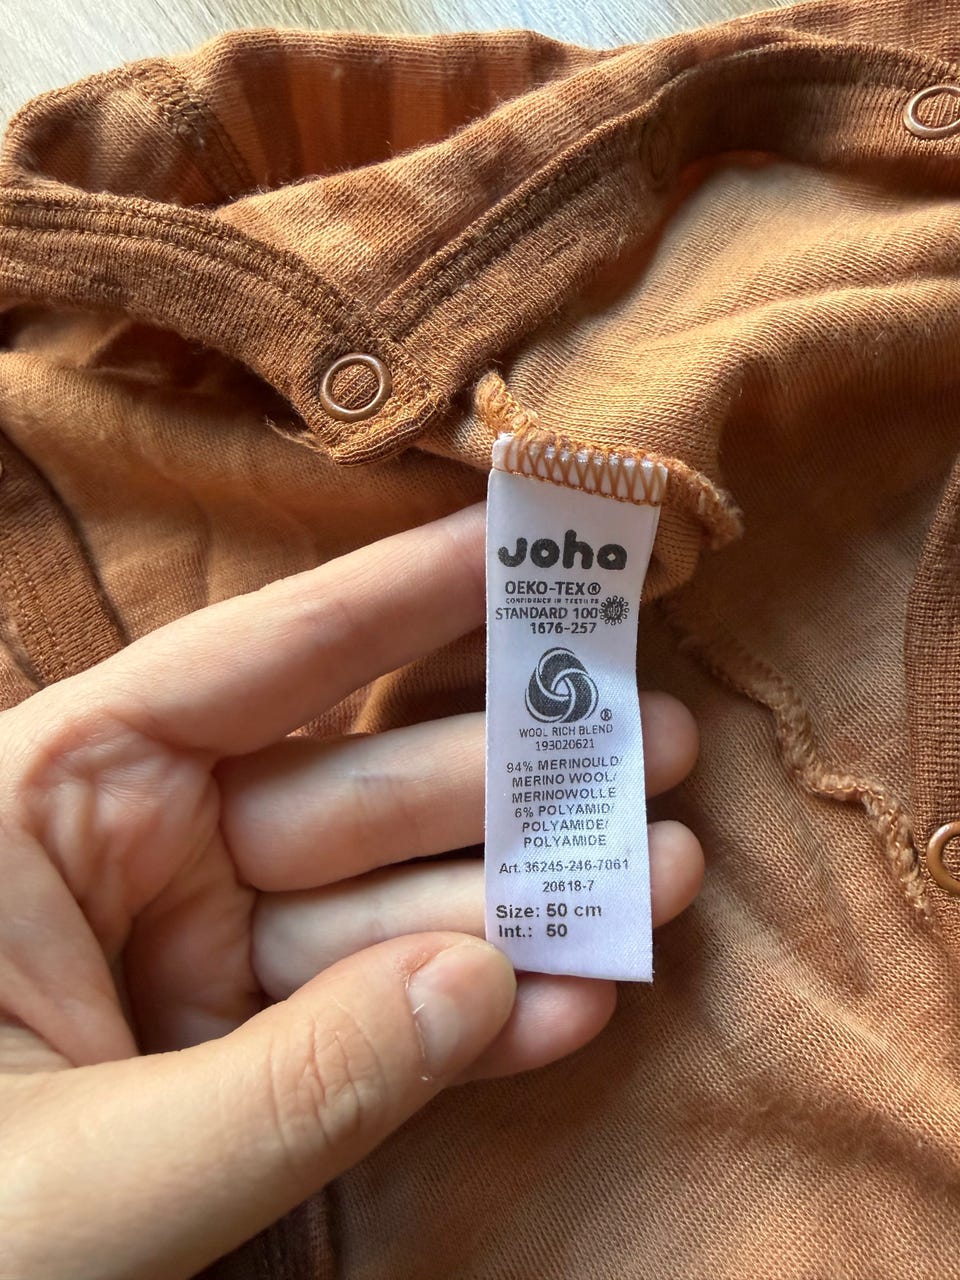 Joha
OEKO-TEX®
CONFIDENCE IN TEXTILES
STANDARD 100
1676-257
®
WOOL RICH BLEND
193020621
94% MERINOULD/
MERINO WOOL/
MERINOWOLLE
6% POLYAMID/
POLYAMIDE/
POLYAMIDE
Art. 36245-246-7061
20618-7
Size: 50 cm
Int.: 50